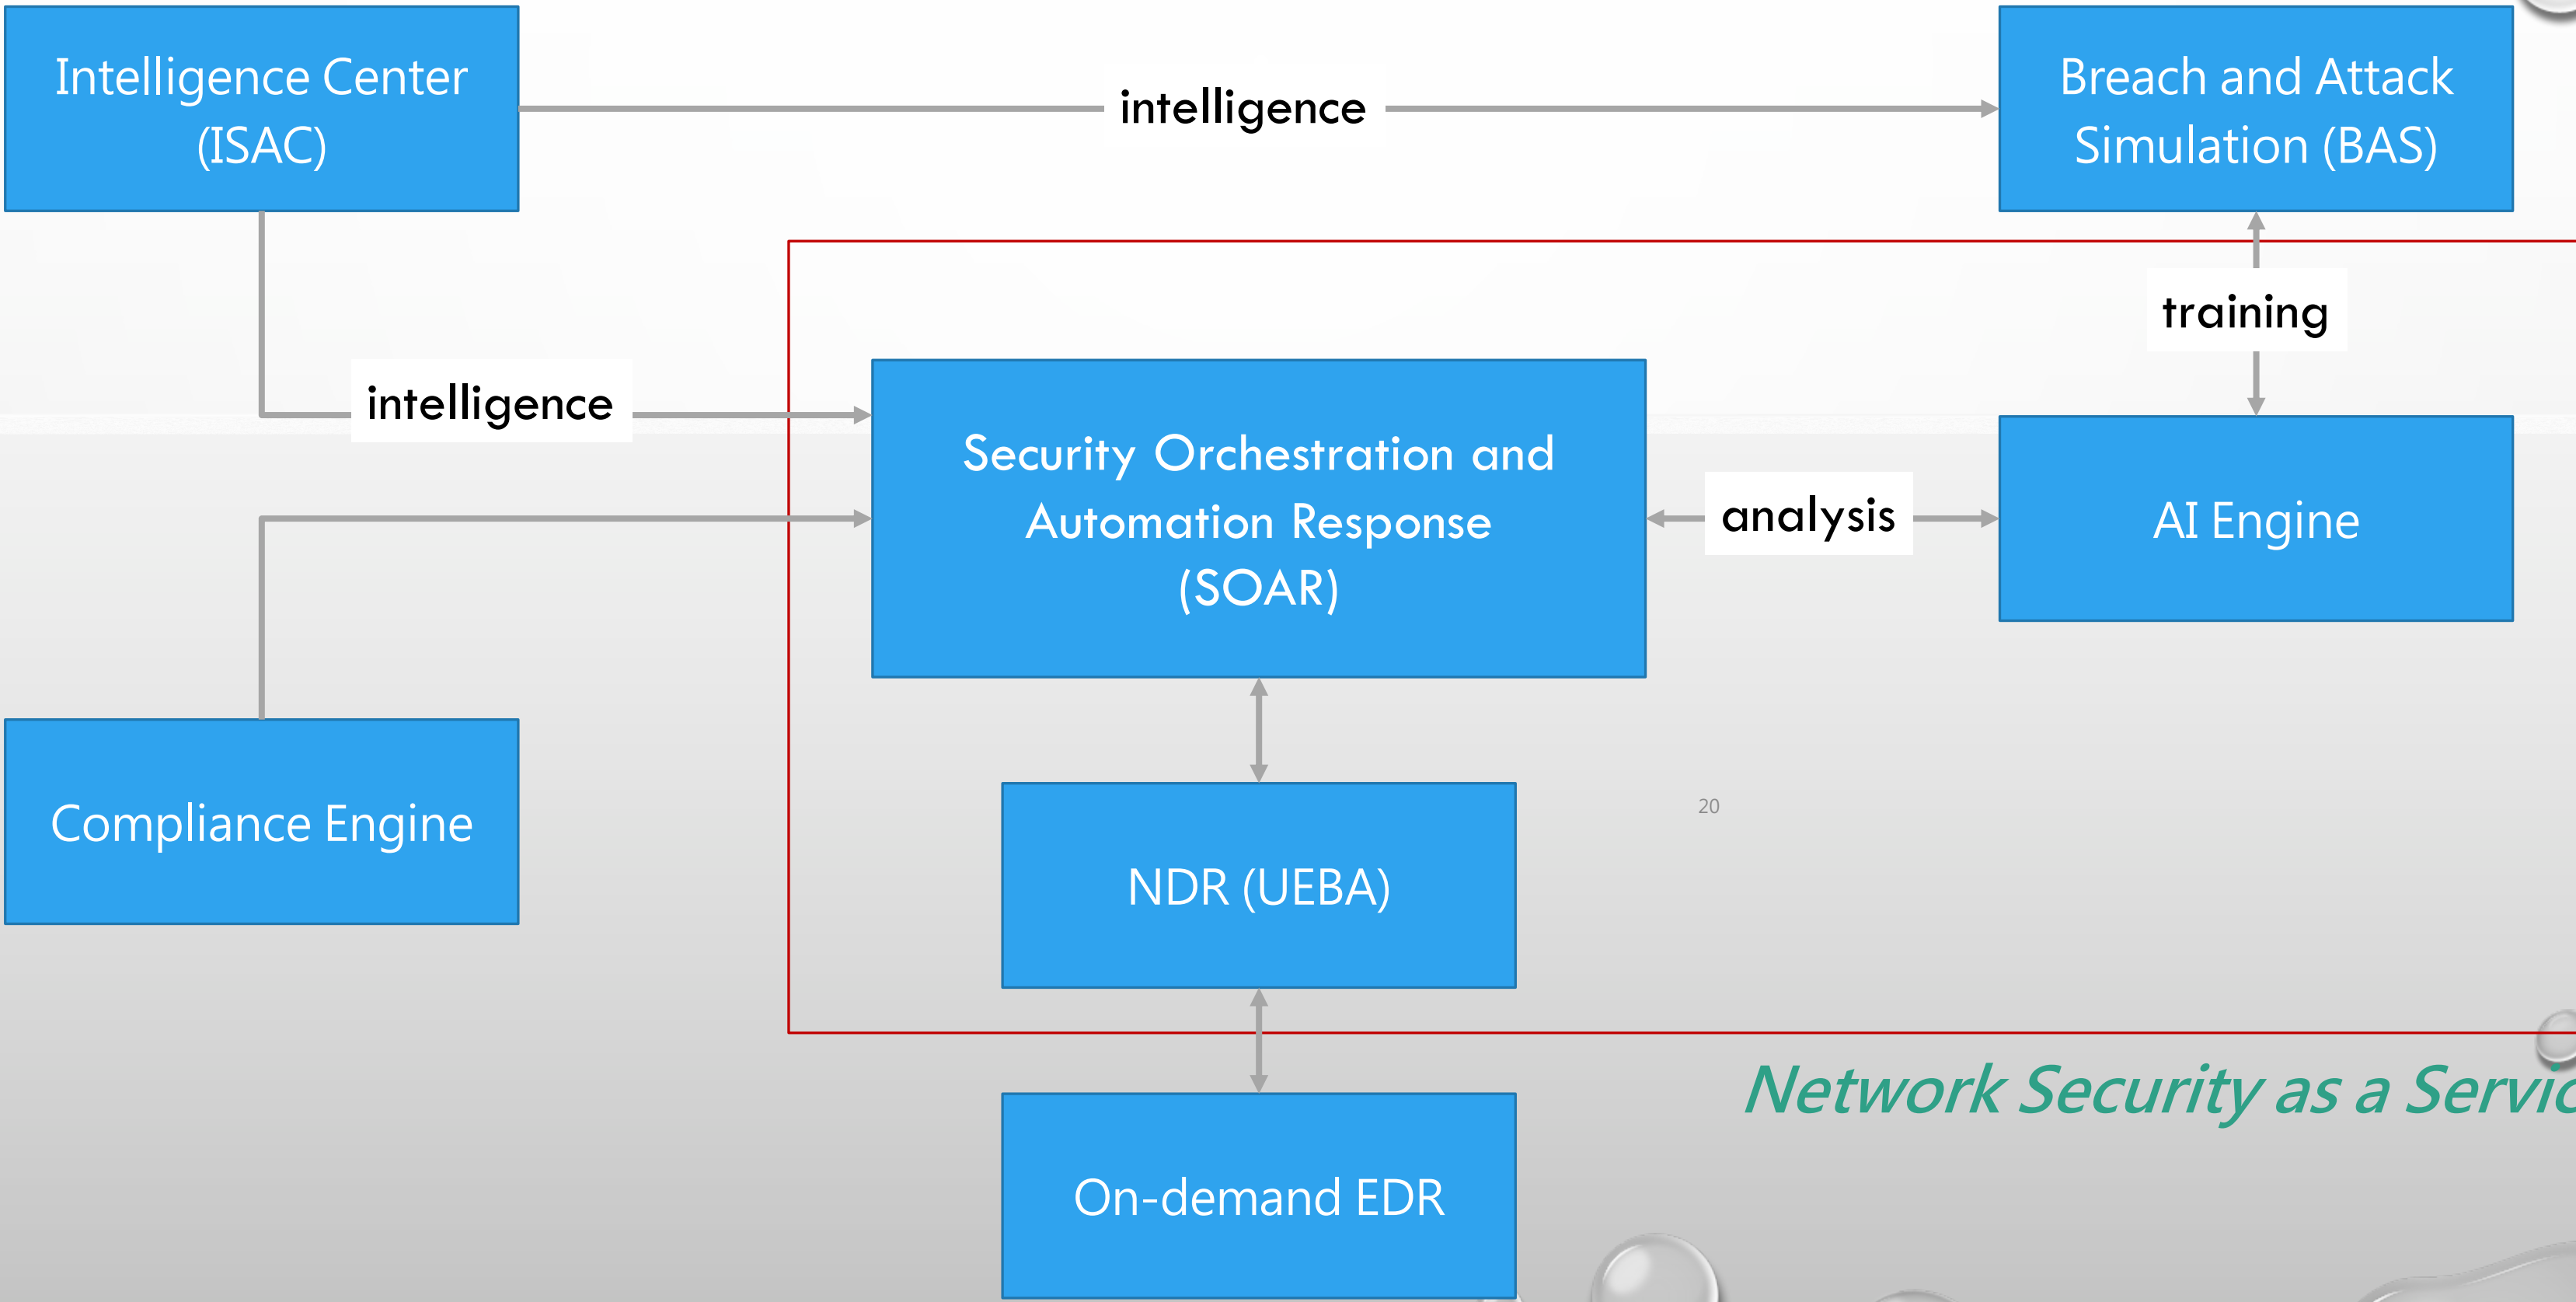 Intelligence Center
(ISAC)
intelligence
Breach and Attack
Simulation (BAS)
training
intelligence
Security Orchestration and
Automation Response
(SOAR)
analysis
AI Engine
Compliance Engine
NDR (UEBA)
20
Network Security as a
On-demand EDR